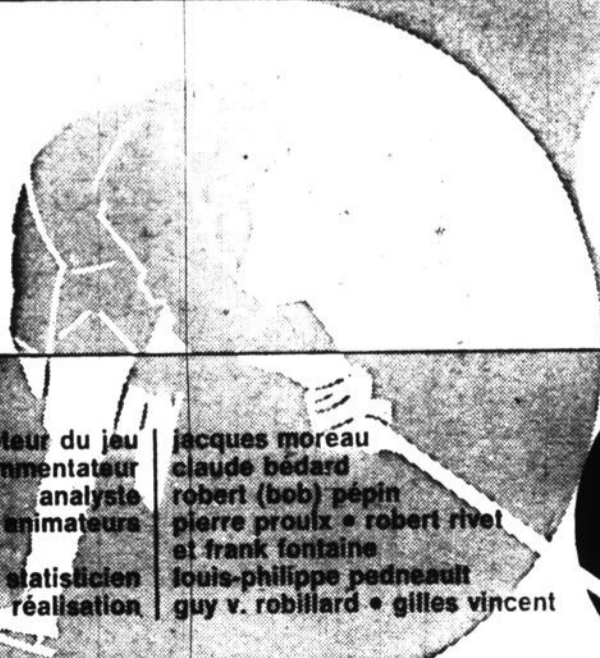 teur du jeu jacques moreau
mmentateur claude bédard
analyste robert (bob) pépin
animateurs pierre proulx • robert rivet
et frank fontaine
statisticien louis-philippe pedneault
réalisation guy v. robillard • gilles vincent